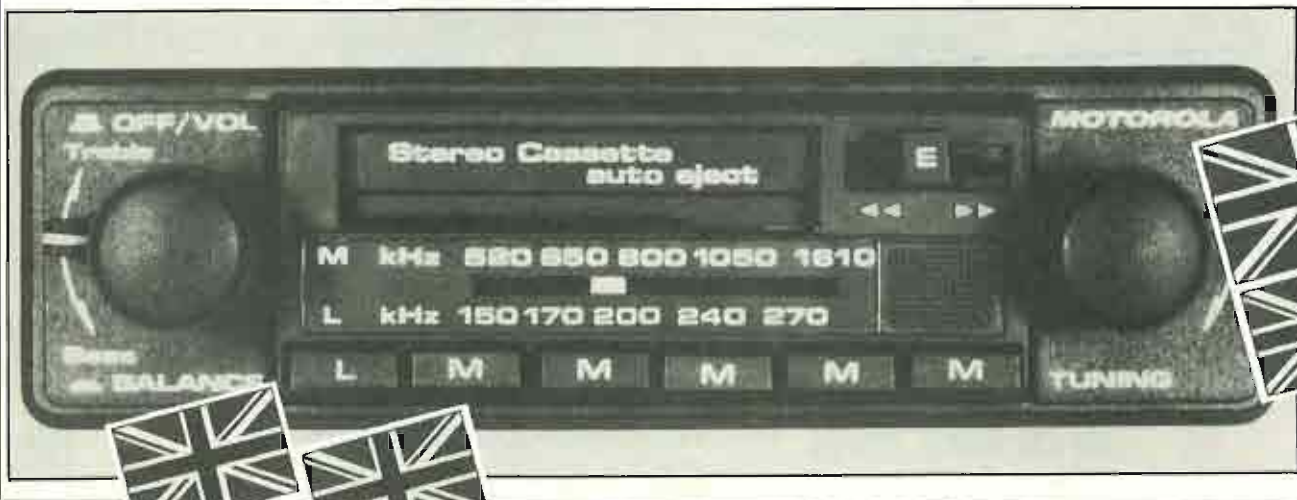 OFF/VOL
Treble
Stereo Cassette
auto eject
E
MOTOROLA
◄◄ ►►
M kHz 520 650 800 1050 1610
L kHz 150 170 200 240 270
Bass
BALANCE
L M M M M M
TUNING